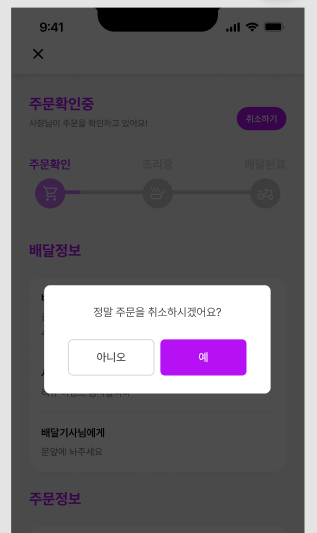 9:41
주문확인중
사장님이 주문을 확인하고 있어요!
취소하기
주문확인
조리중
배달완료
배달정보
정말 주문을 취소하시겠어요?
아니오
예
배달기사님에게
문앞에 놔주세요
주문정보